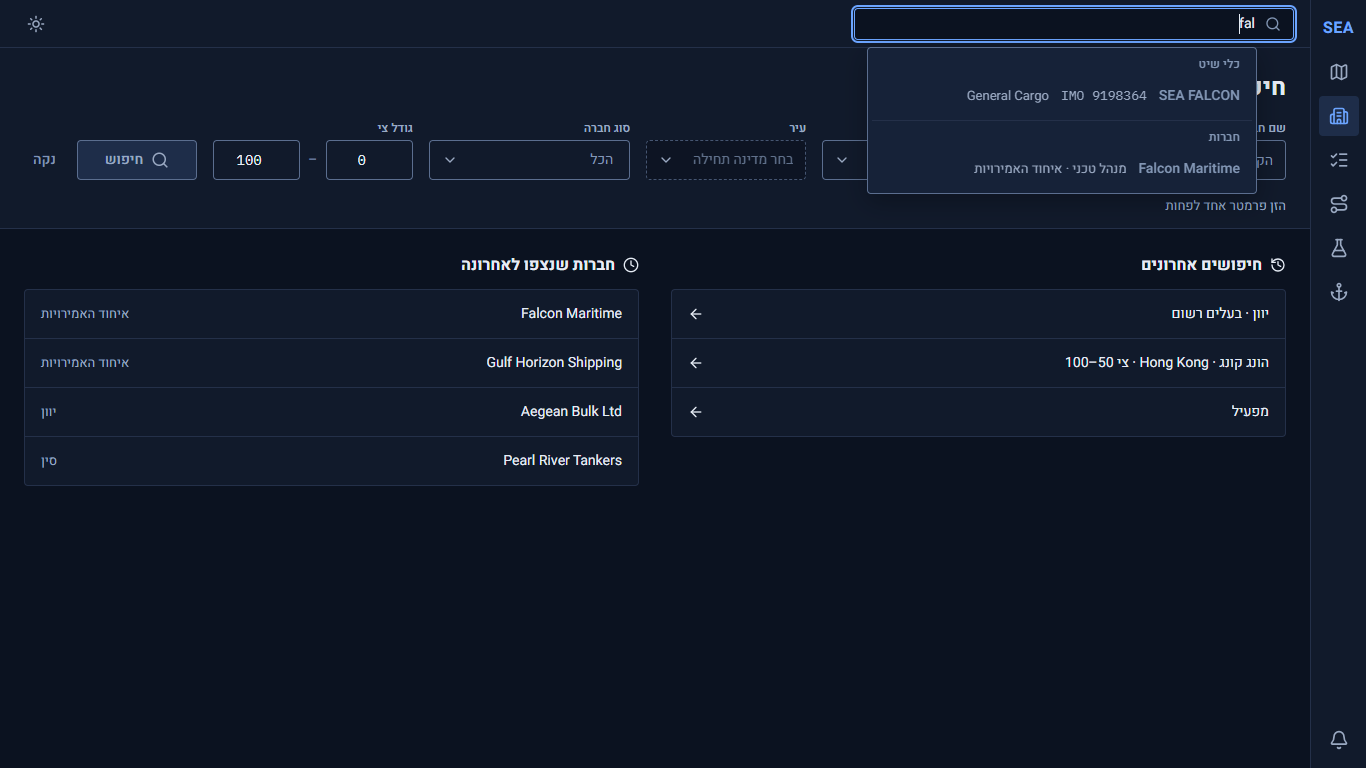 SEA
fal
כלי שיט
SEA FALCON IMO 9198364 General Cargo
חברות
Falcon Maritime מנהל טכני · איחוד האמירויות
שם
עיר
סוג חברה
גודל צי
בחר מדינה תחילה
הכל
0
–
100
חיפוש
נקה
הזן פרמטר אחד לפחות
חיפושים אחרונים
יוון · בעלים רשום
הונג קונג · Hong Kong · צי 50–100
מפעיל
חברות שנצפו לאחרונה
Falcon Maritime איחוד האמירויות
Gulf Horizon Shipping איחוד האמירויות
Aegean Bulk Ltd יוון
Pearl River Tankers סין